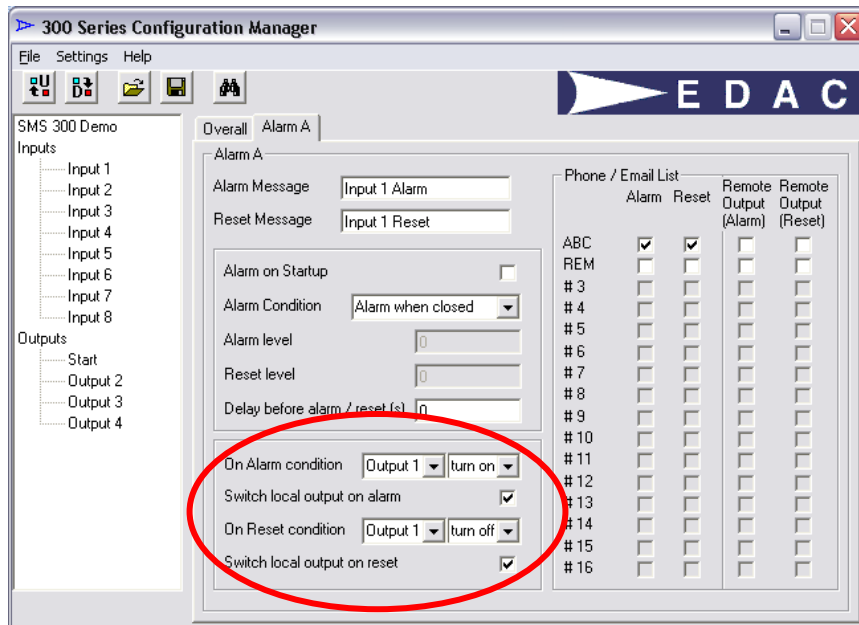 300 Series Configuration Manager
File Settings Help
EDAC
SMS 300 Demo
Inputs
Input 1
Input 2
Input 3
Input 4
Input 5
Input 6
Input 7
Input 8
Outputs
Start
Output 2
Output 3
Output 4
Overall Alarm A
Alarm A
Alarm Message Input 1 Alarm
Reset Message Input 1 Reset
Alarm on Startup
Alarm Condition Alarm when closed
Alarm level 0
Reset level 0
Delay before alarm / reset (s) 0
On Alarm condition Output 1 turn on
Switch local output on alarm
On Reset condition Output 1 turn off
Switch local output on reset
Phone / Email List
Alarm Reset Remote Output (Alarm) Remote Output (Reset)
ABC
REM
# 3
# 4
# 5
# 6
# 7
# 8
# 9
# 10
# 11
# 12
# 13
# 14
# 15
# 16